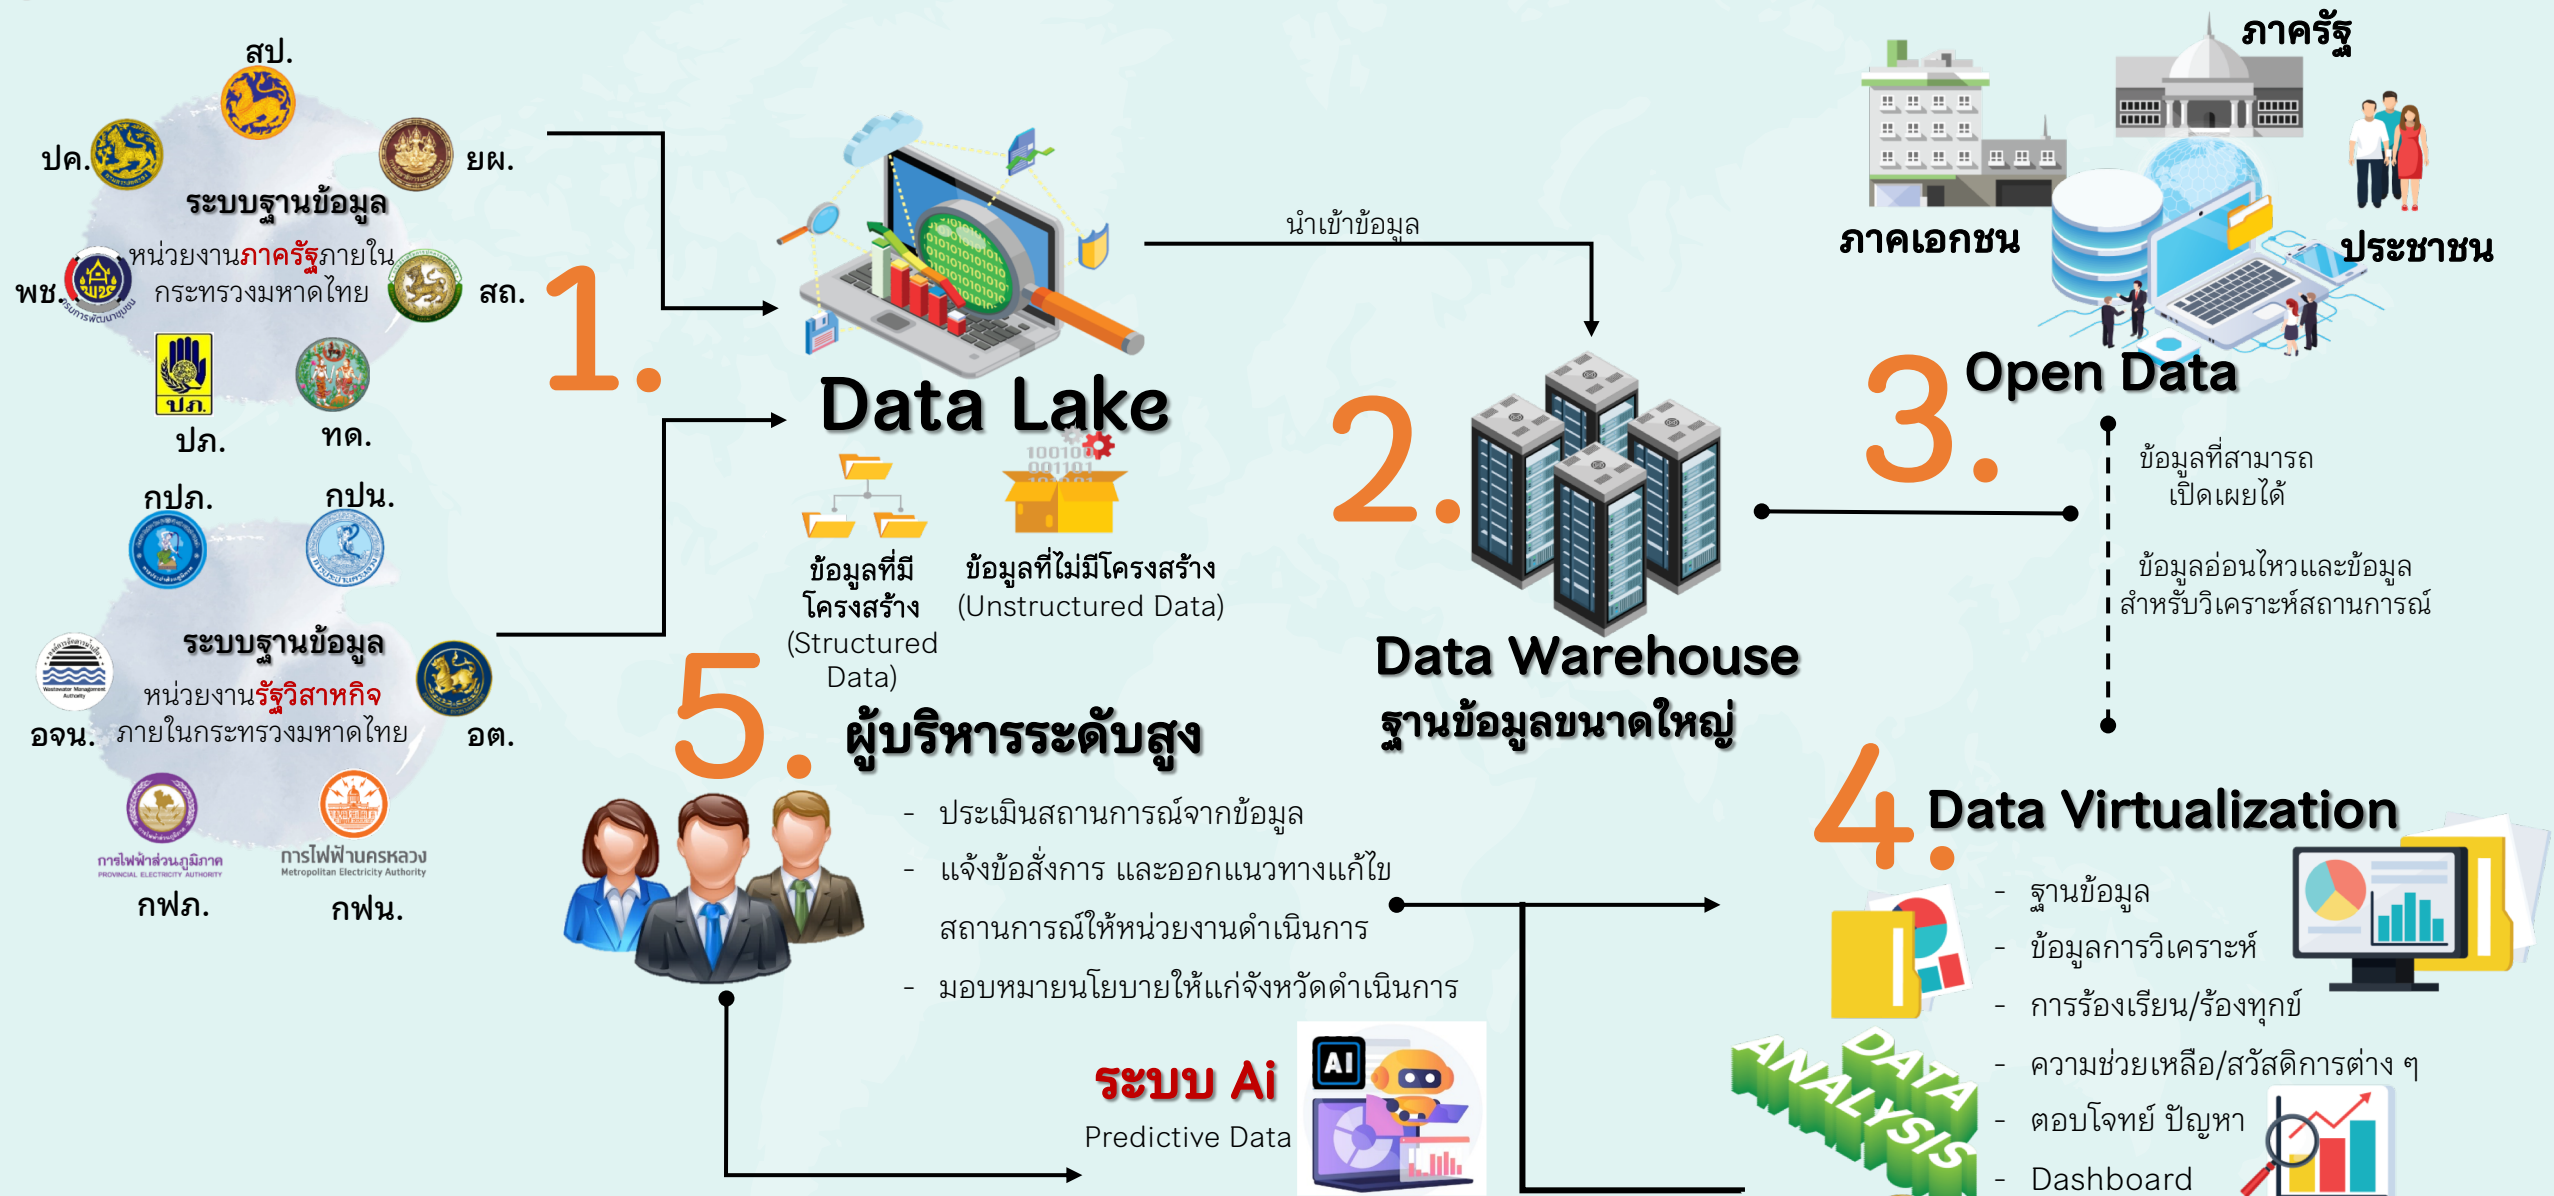 สป.
ปค.
ยผ.
ระบบฐานข้อมูล
หน่วยงานภาครัฐภายใน
กระทรวงมหาดไทย
พช.
พช
กรมการพัฒนาชุมชน
สถ.
ปภ.
ปภ.
ทด.
1.
กปภ.
กปน.
ระบบฐานข้อมูล
หน่วยงานรัฐวิสาหกิจ
ภายในกระทรวงมหาดไทย
Wastewater Management
Authority
อจน.
อต.
การไฟฟ้าส่วนภูมิภาค
PROVINCIAL ELECTRICITY AUTHORITY
กฟภ.
การไฟฟ้านครหลวง
Metropolitan Electricity Authority
กฟน.
Data Lake
ข้อมูลที่มี
โครงสร้าง
(Structured
Data)
100100
001101
ข้อมูลที่ไม่มีโครงสร้าง
(Unstructured Data)
นำเข้าข้อมูล
2.
Data Warehouse
ฐานข้อมูลขนาดใหญ่
ภาครัฐ
ภาคเอกชน
ประชาชน
3.
Open Data
ข้อมูลที่สามารถ
เปิดเผยได้
ข้อมูลอ่อนไหวและข้อมูล
สำหรับวิเคราะห์สถานการณ์
4.
Data Virtualization
- ฐานข้อมูล
- ข้อมูลการวิเคราะห์
- การร้องเรียน/ร้องทุกข์
- ความช่วยเหลือ/สวัสดิการต่าง ๆ
- ตอบโจทย์ ปัญหา
- Dashboard
DATA
ANALYSIS
5.
ผู้บริหารระดับสูง
- ประเมินสถานการณ์จากข้อมูล
- แจ้งข้อสั่งการ และออกแนวทางแก้ไข
สถานการณ์ให้หน่วยงานดำเนินการ
- มอบหมายนโยบายให้แก่จังหวัดดำเนินการ
ระบบ Ai
Predictive Data
AI